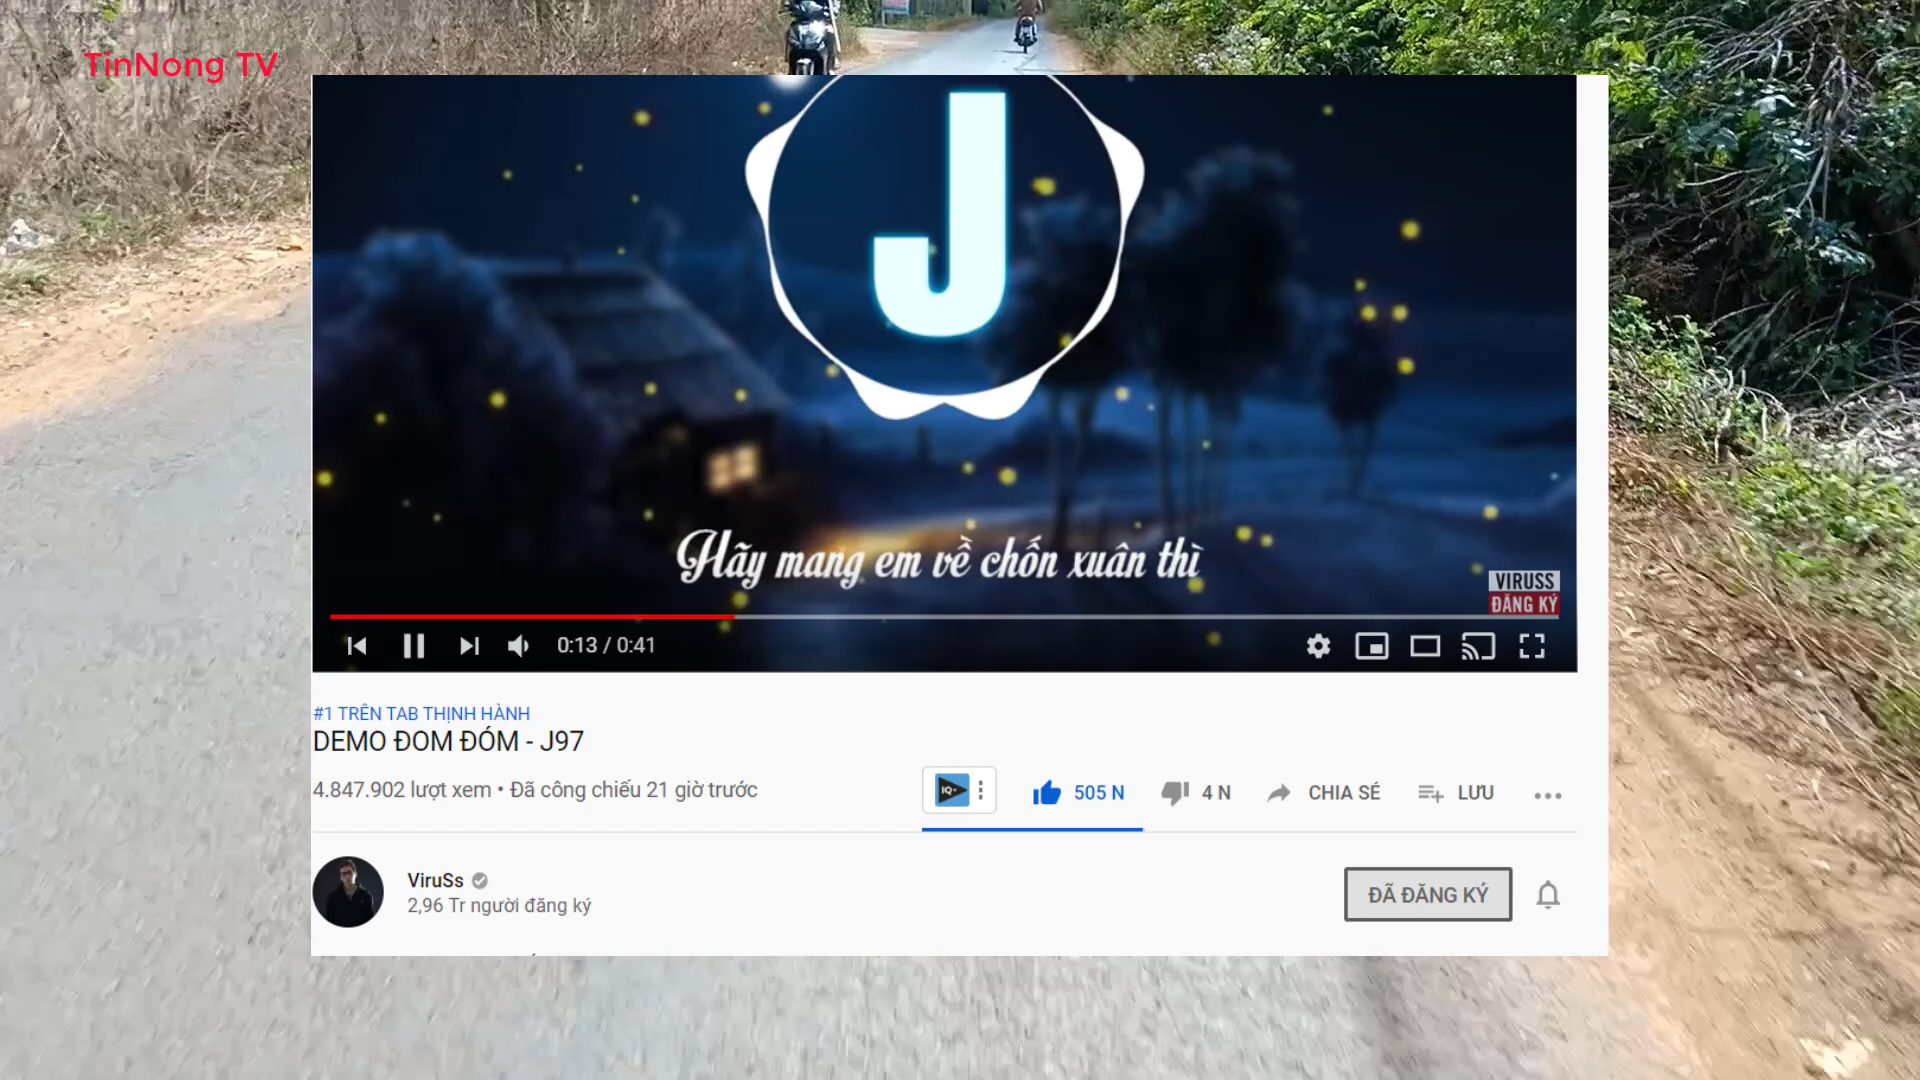 TinNong TV
J
Hãy mang em về chốn xuân thì
VIRUSS
ĐĂNG KÝ
0:13 / 0:41
#1 TRÊN TAB THỊNH HÀNH
DEMO ĐOM ĐÓM - J97
4.847.902 lượt xem • Đã công chiếu 21 giờ trước
IQ+
505 N
4 N
CHIA SẺ
LƯU
ViruSs
2,96 Tr người đăng ký
ĐÃ ĐĂNG KÝ